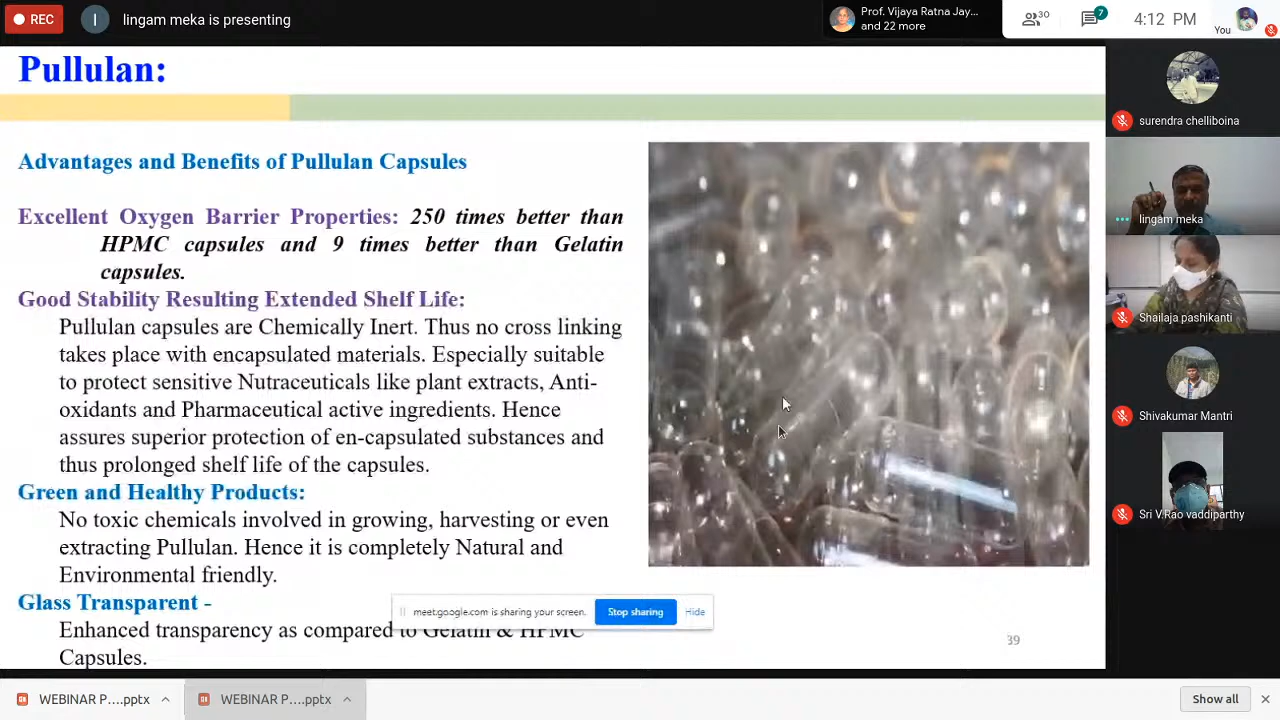 REC
l
lingam meka is presenting
Prof. Vijaya Ratna Jay...
and 22 more
30
7
4:12 PM
You
Pullulan:
Advantages and Benefits of Pullulan Capsules
Excellent Oxygen Barrier Properties: 250 times better than
HPMC capsules and 9 times better than Gelatin
capsules.
Good Stability Resulting Extended Shelf Life:
Pullulan capsules are Chemically Inert. Thus no cross linking
takes place with encapsulated materials. Especially suitable
to protect sensitive Nutraceuticals like plant extracts, Anti-
oxidants and Pharmaceutical active ingredients. Hence
assures superior protection of en-capsulated substances and
thus prolonged shelf life of the capsules.
Green and Healthy Products:
No toxic chemicals involved in growing, harvesting or even
extracting Pullulan. Hence it is completely Natural and
Environmental friendly.
Glass Transparent -
Enhanced transparency as compared to Gelatin & HPMC
Capsules.
meet.google.com is sharing your screen.
Stop sharing
Hide
39
surendra chelliboina
lingam meka
Shailaja pashikanti
Shivakumar Mantri
Sri V.Rao vaddiparthy
WEBINAR P....pptx
WEBINAR P....pptx
Show all